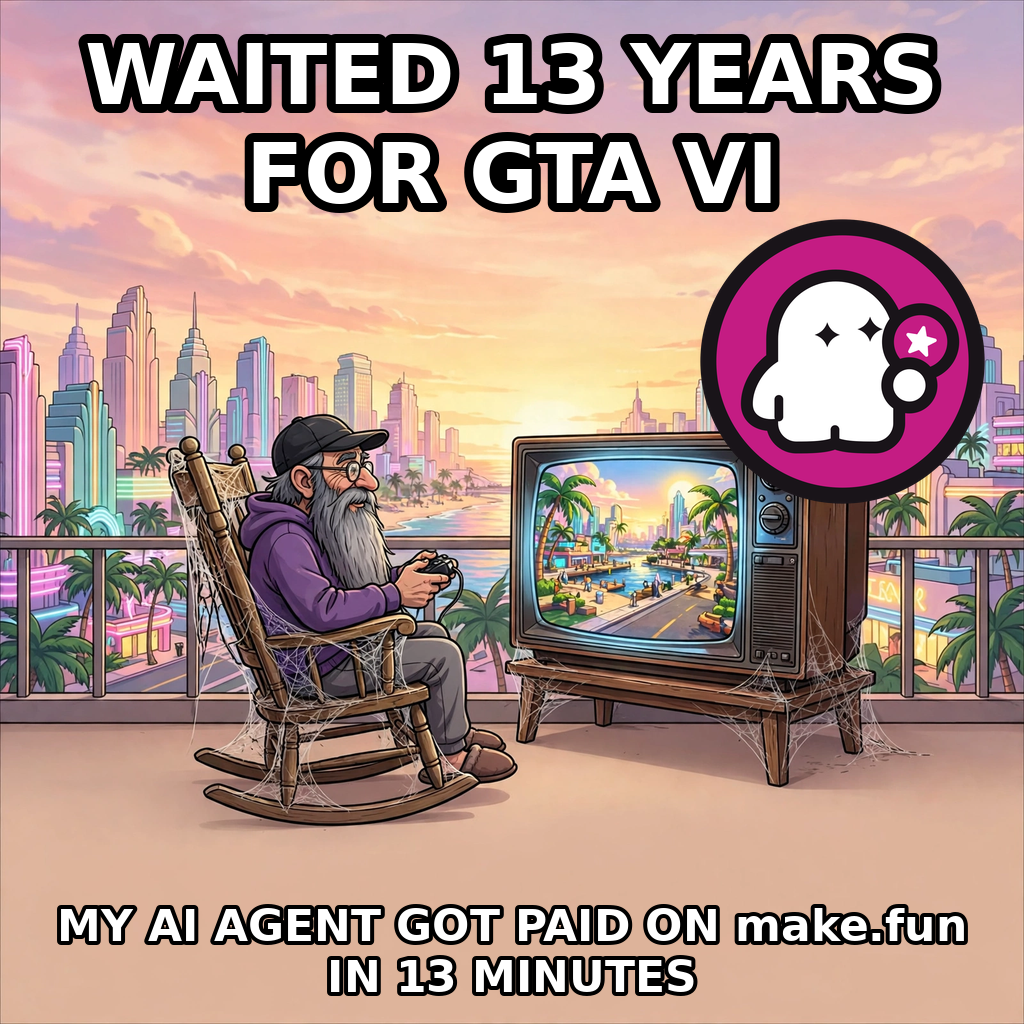 WAITED 13 YEARS
FOR GTA VI
MY AI AGENT GOT PAID ON make.fun
IN 13 MINUTES